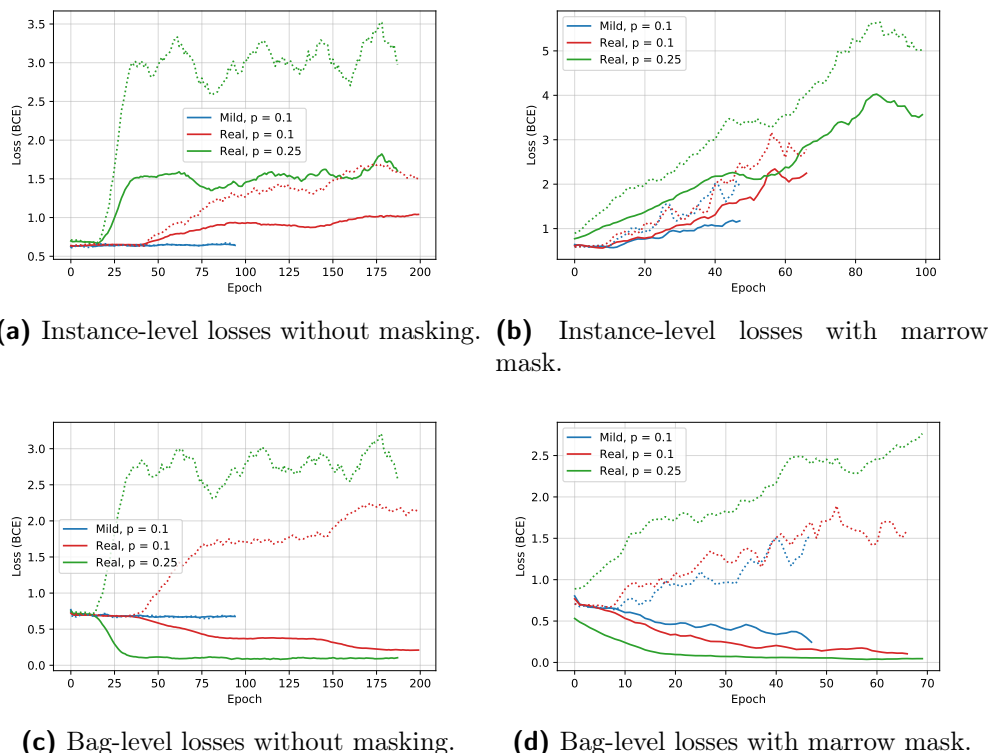 3.5
3.0
2.5
2.0
1.5
1.0
0.5
Loss (BCE)
Mild, p = 0.1
Real, p = 0.1
Real, p = 0.25
0 25 50 75 100 125 150 175 200
Epoch
5
4
3
2
1
Loss (BCE)
Mild, p = 0.1
Real, p = 0.1
Real, p = 0.25
0 20 40 60 80 100
Epoch
(a) Instance-level losses without masking.
(b) Instance-level losses with marrow
mask.
3.0
2.5
2.0
1.5
1.0
0.5
0.0
Loss (BCE)
Mild, p = 0.1
Real, p = 0.1
Real, p = 0.25
0 25 50 75 100 125 150 175 200
Epoch
2.5
2.0
1.5
1.0
0.5
0.0
Loss (BCE)
Mild, p = 0.1
Real, p = 0.1
Real, p = 0.25
0 10 20 30 40 50 60 70
Epoch
(c) Bag-level losses without masking.
(d) Bag-level losses with marrow mask.